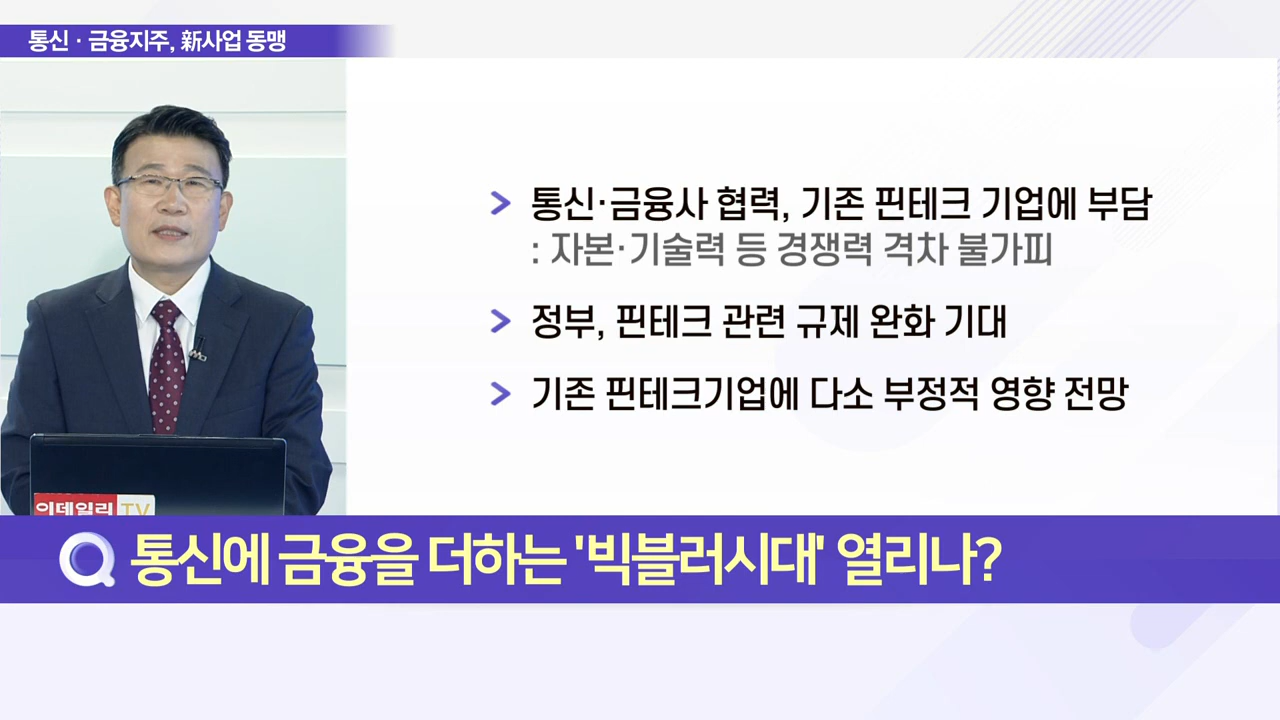 통신 · 금융지주, 新사업 동맹
> 통신·금융사 협력, 기존 핀테크 기업에 부담
: 자본·기술력 등 경쟁력 격차 불가피
> 정부, 핀테크 관련 규제 완화 기대
> 기존 핀테크기업에 다소 부정적 영향 전망
이데일리 TV
Q 통신에 금융을 더하는 '빅블러시대' 열리나?